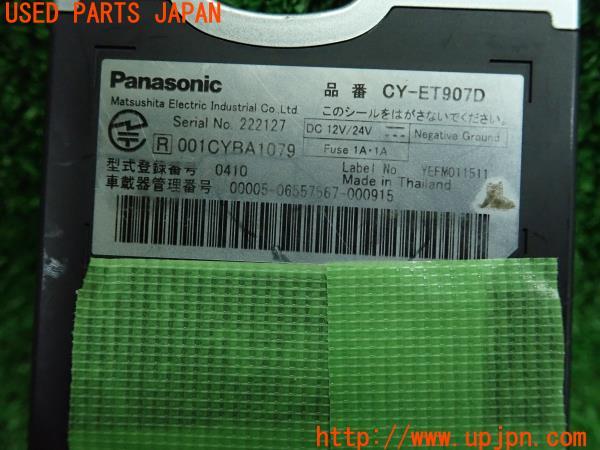 USED PARTS JAPAN
Panasonic 品番 CY-ET907D
Matsushita Electric Industrial Co.,Ltd. このシールをはがさないでください。
Serial No. 222127 DC 12V/24V Negative Ground
R 001CYBA1079 Fuse 1A・1A
型式登録番号 0410 Label No YEFM011511
車載器管理番号 00005-06557567-000915 Made in Thailand
UPJ www.upjpn.com